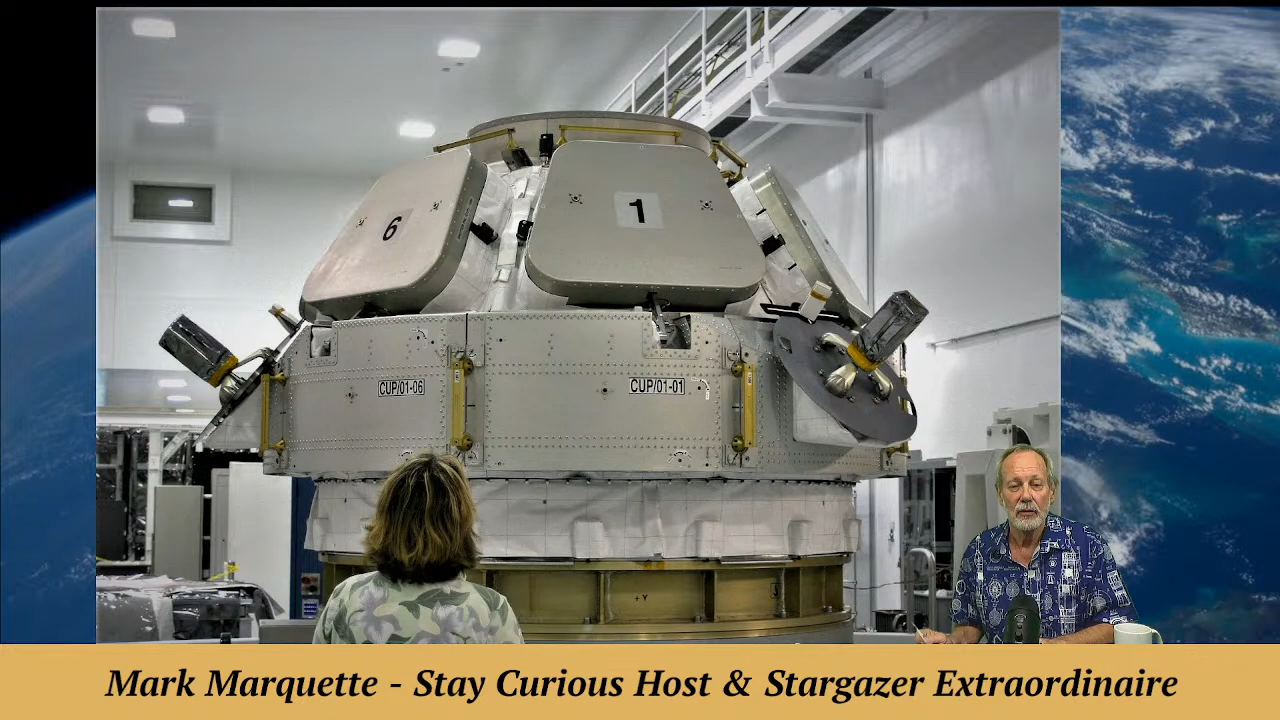 6
1
CUP/01-06
CUP/01-01
+Y
Mark Marquette - Stay Curious Host & Stargazer Extraordinaire